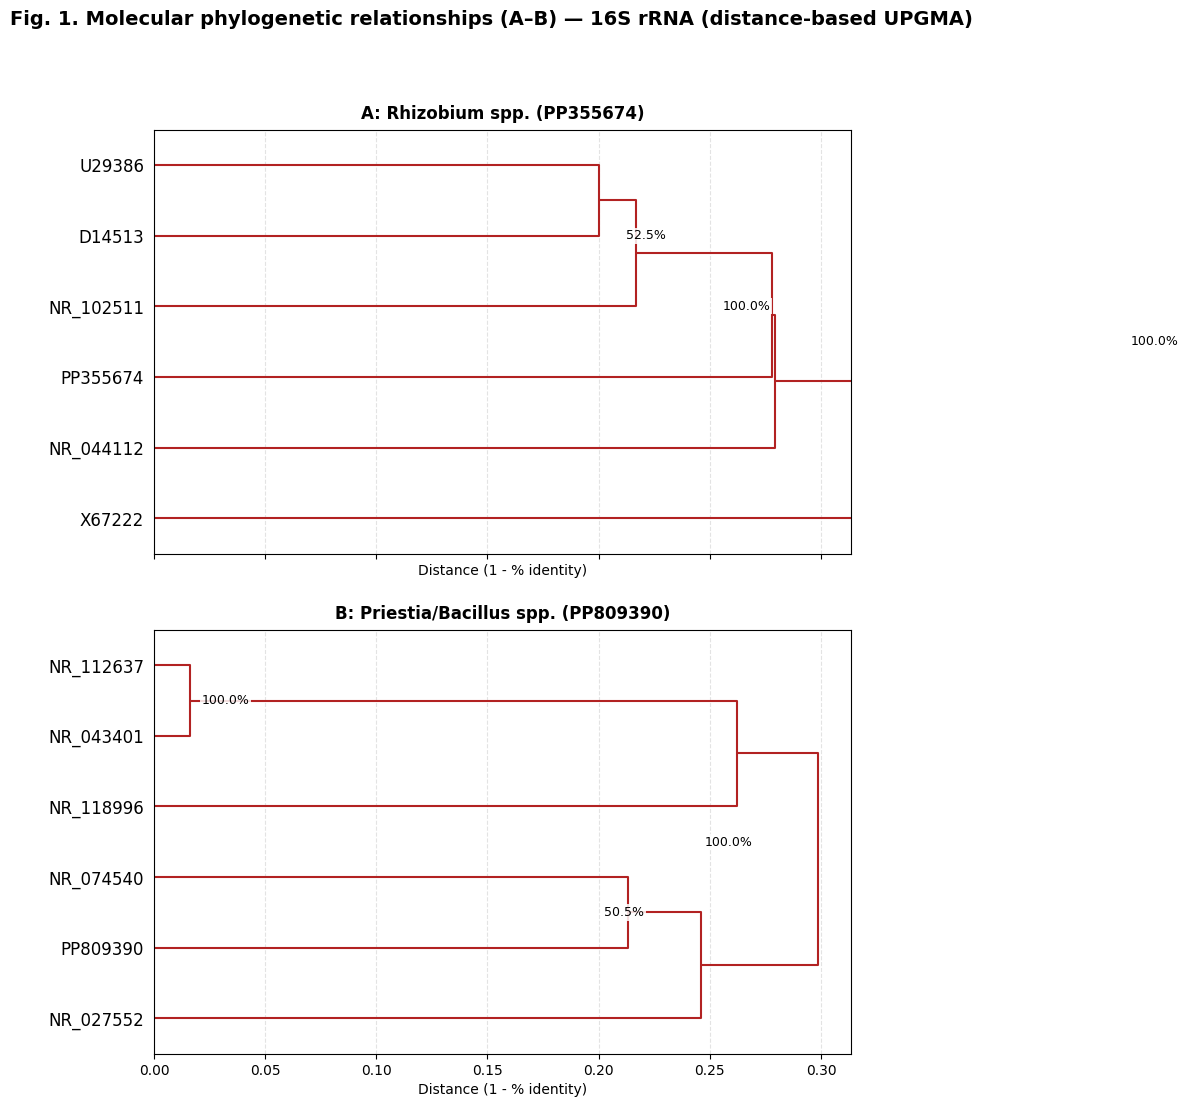 Fig. 1. Molecular phylogenetic relationships (A–B) — 16S rRNA (distance-based UPGMA)
A: Rhizobium spp. (PP355674)
U29386
D14513
52.5%
NR_102511
100.0%
100.0%
PP355674
NR_044112
X67222
Distance (1 - % identity)
B: Priestia/Bacillus spp. (PP809390)
NR_112637
100.0%
NR_043401
NR_118996
100.0%
NR_074540
50.5%
PP809390
NR_027552
0.00 0.05 0.10 0.15 0.20 0.25 0.30
Distance (1 - % identity)